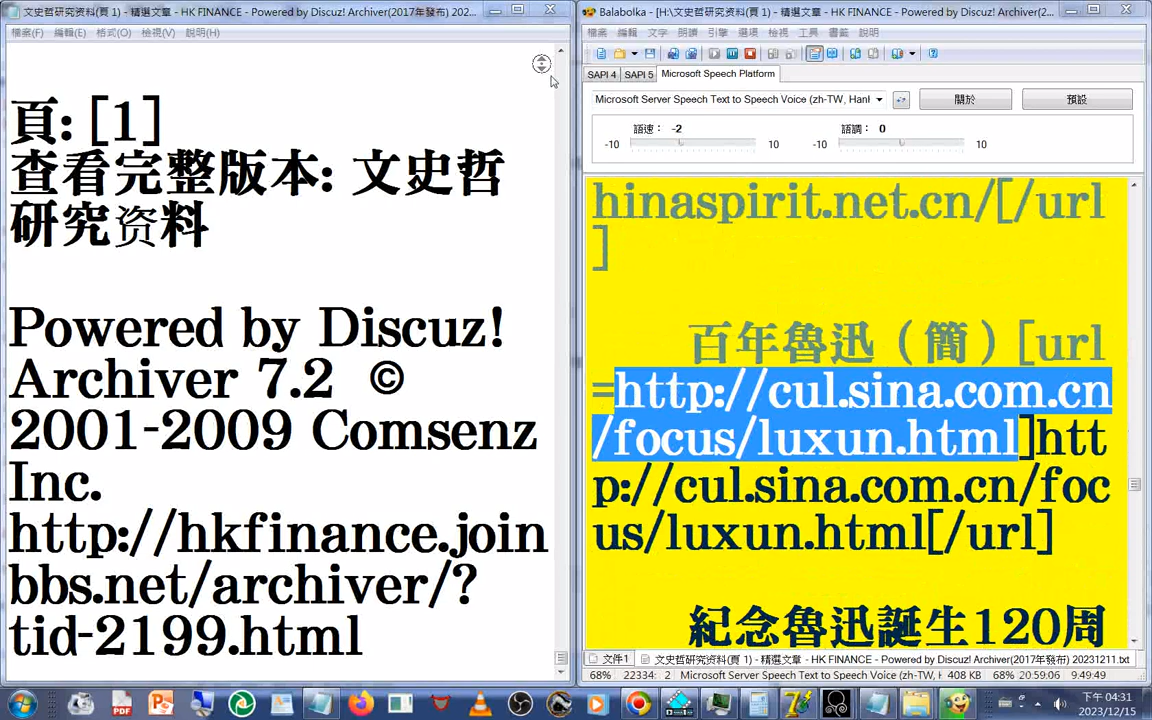 文史哲研究资料(頁 1) - 精選文章 - HK FINANCE - Powered by Discuz! Archiver(2017年發布) 202...
檔案(F) 編輯(E) 格式(O) 檢視(V) 說明(H)
頁: [1]
查看完整版本: 文史哲
研究资料
Powered by Discuz!
Archiver 7.2 ©
2001-2009 Comsenz
Inc.
http://hkfinance.join
bbs.net/archiver/?
tid-2199.html
Balabolka - [H:\文史哲研究资料(頁 1) - 精選文章 - HK FINANCE - Powered by Discuz! Archiver(2...
檔案 編輯 文字 朗讀 引擎 選項 檢視 工具 書籤 說明
SAPI 4 SAPI 5 Microsoft Speech Platform
Microsoft Server Speech Text to Speech Voice (zh-TW, Hanl
關於 預設
語速： -2 語調： 0
-10 10 -10 10
hinaspirit.net.cn/[/url
]
百年魯迅（簡）[url
=http://cul.sina.com.cn
/focus/luxun.html]htt
p://cul.sina.com.cn/foc
us/luxun.html[/url]
紀念魯迅誕生120周
文件1 文史哲研究资料(頁 1) - 精選文章 - HK FINANCE - Powered by Discuz! Archiver(2017年發布) 20231211.txt
68% 22334: 2 Microsoft Server Speech Text to Speech Voice (zh-TW, H 408 KB 68% 20:59:06 9:49:49
下午 04:31
2023/12/15